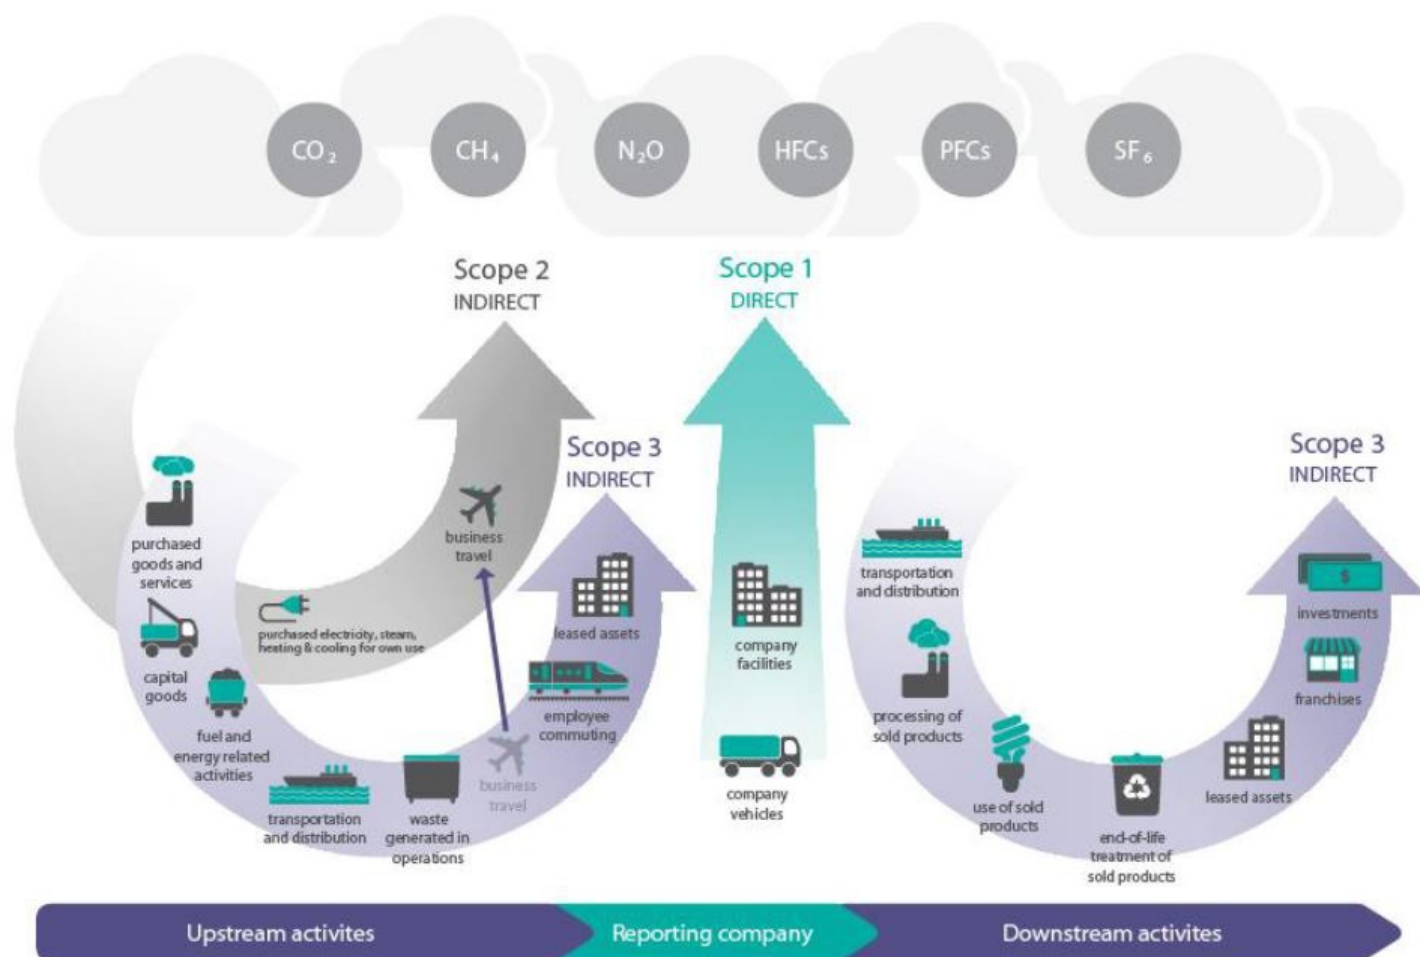 CO₂
CH₄
N₂O
HFCs
PFCs
SF₆
Scope 2
INDIRECT
Scope 1
DIRECT
Scope 3
INDIRECT
Scope 3
INDIRECT
purchased
goods and
services
capital
goods
fuel and
energy related
activities
transportation
and distribution
waste
generated in
operations
business
travel
employee
commuting
leased assets
business
travel
purchased electricity, steam,
heating & cooling for own use
company
facilities
company
vehicles
transportation
and distribution
processing of
sold products
use of sold
products
end-of-life
treatment of
sold products
leased assets
franchises
$
investments
Upstream activites
Reporting company
Downstream activites